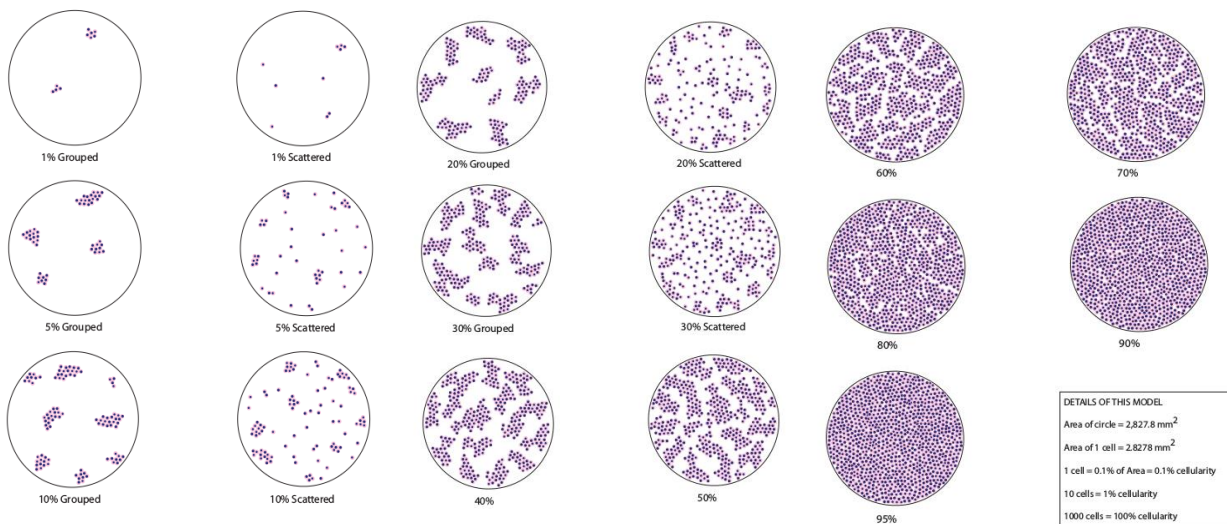 1% Grouped
1% Scattered
20% Grouped
20% Scattered
60%
70%
5% Grouped
5% Scattered
30% Grouped
30% Scattered
80%
90%
10% Grouped
10% Scattered
40%
50%
95%
DETAILS OF THIS MODEL
Area of circle = 2,827.8 mm²
Area of 1 cell = 2.8278 mm²
1 cell = 0.1% of Area = 0.1% cellularity
10 cells = 1% cellularity
1000 cells = 100% cellularity